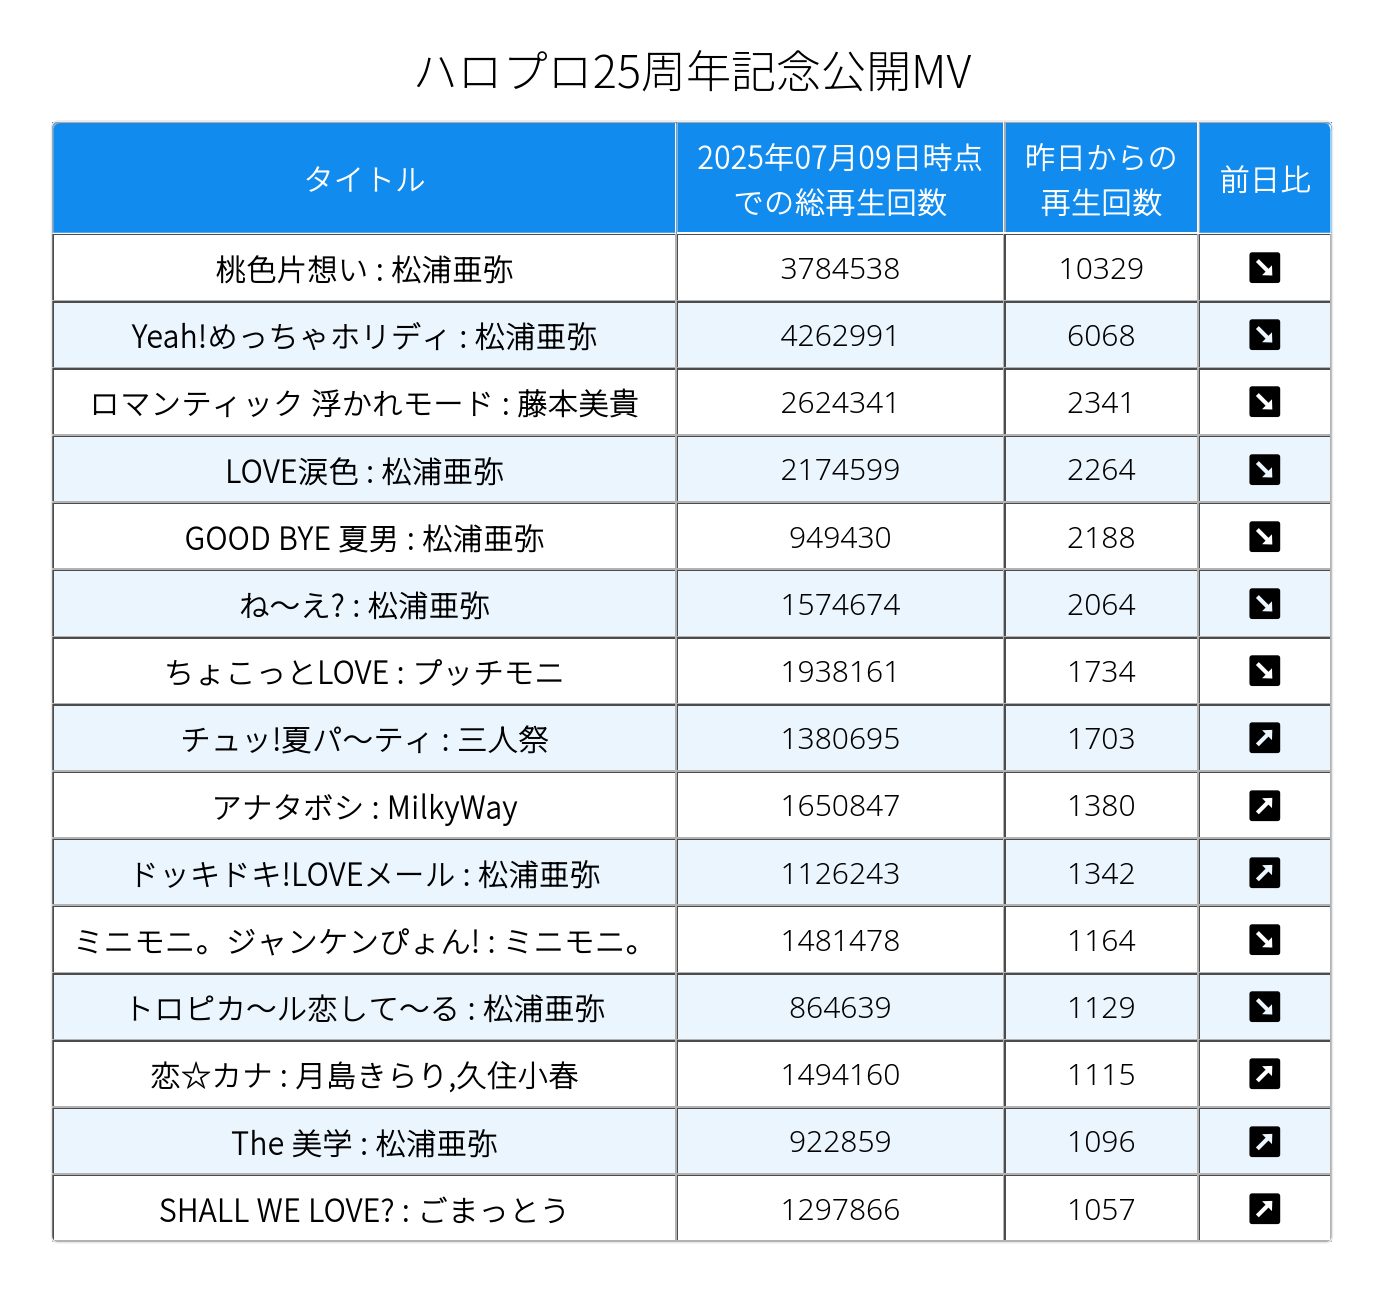 ハロプロ25周年記念公開MV
タイトル 2025年07月09日時点での総再生回数 昨日からの再生回数 前日比
桃色片想い : 松浦亜弥 3784538 10329 ↘
Yeah!めっちゃホリディ : 松浦亜弥 4262991 6068 ↘
ロマンティック 浮かれモード : 藤本美貴 2624341 2341 ↘
LOVE涙色 : 松浦亜弥 2174599 2264 ↘
GOOD BYE 夏男 : 松浦亜弥 949430 2188 ↘
ね～え? : 松浦亜弥 1574674 2064 ↘
ちょこっとLOVE : プッチモニ 1938161 1734 ↘
チュッ!夏パ～ティ : 三人祭 1380695 1703 ↗
アナタボシ : MilkyWay 1650847 1380 ↗
ドッキドキ!LOVEメール : 松浦亜弥 1126243 1342 ↗
ミニモニ。ジャンケンぴょん! : ミニモニ。 1481478 1164 ↘
トロピカ～ル恋して～る : 松浦亜弥 864639 1129 ↘
恋☆カナ : 月島きらり,久住小春 1494160 1115 ↗
The 美学 : 松浦亜弥 922859 1096 ↗
SHALL WE LOVE? : ごまっとう 1297866 1057 ↗